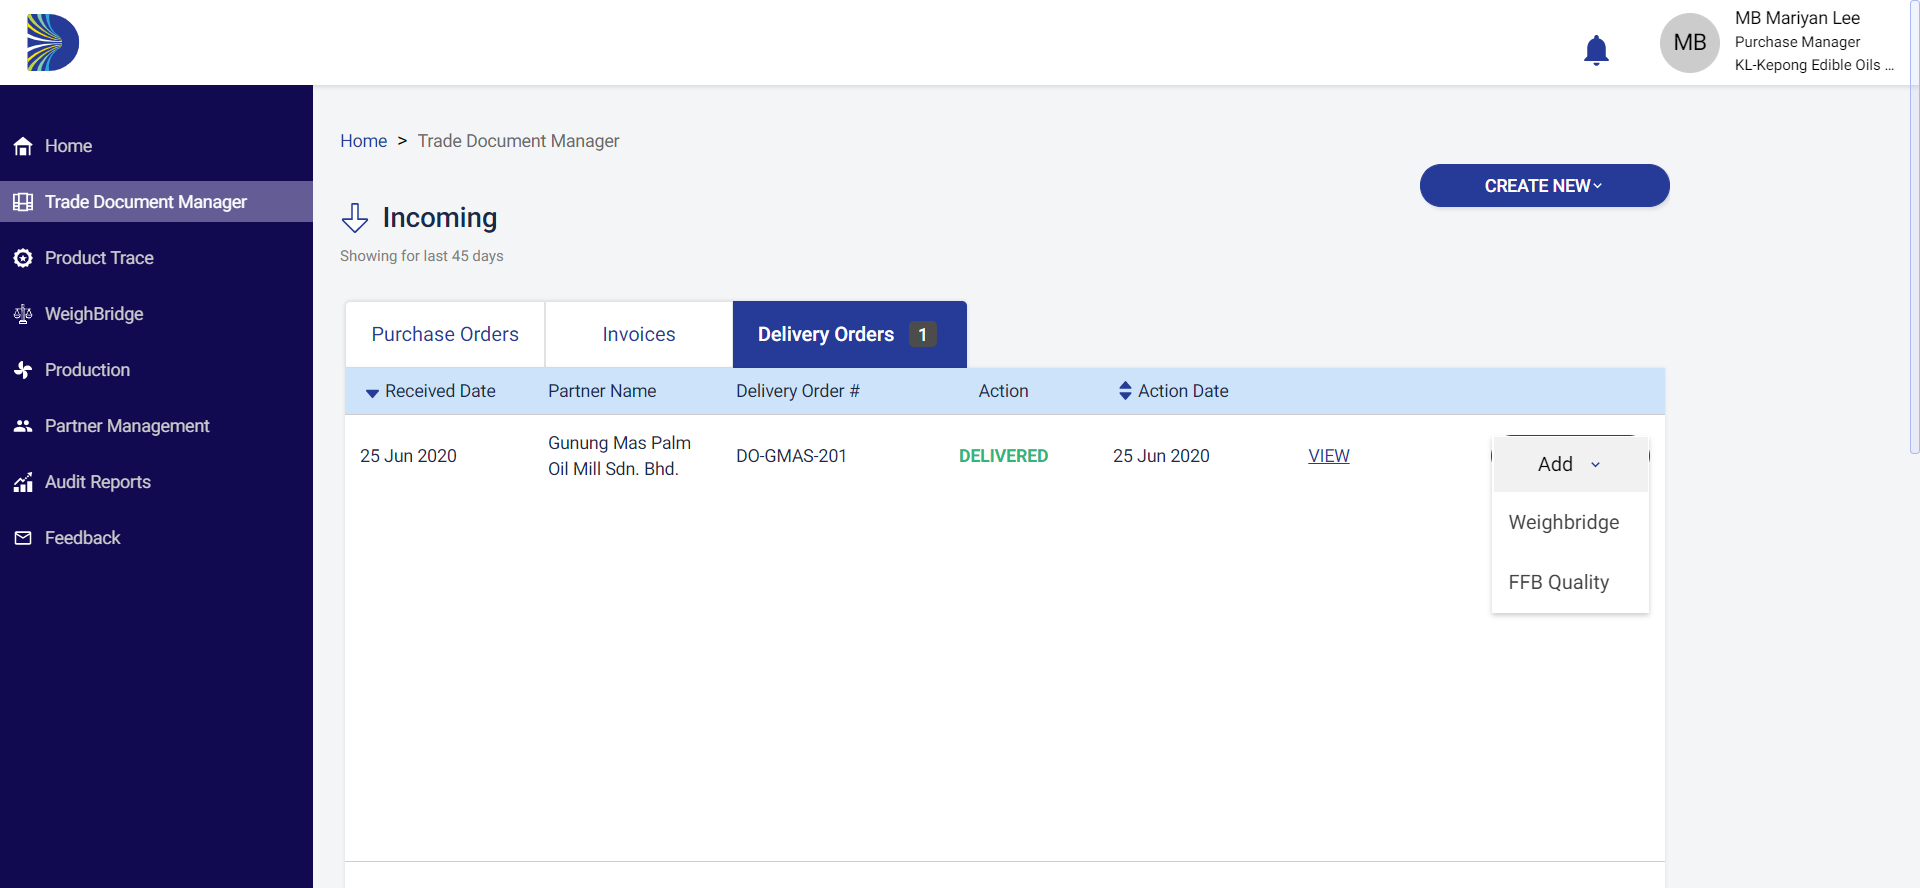 MB
MB Mariyan Lee
Purchase Manager
KL-Kepong Edible Oils ...
Home
Trade Document Manager
Product Trace
WeighBridge
Production
Partner Management
Audit Reports
Feedback
Home > Trade Document Manager
CREATE NEW
Incoming
Showing for last 45 days
Purchase Orders Invoices Delivery Orders 1
Received Date Partner Name Delivery Order # Action Action Date
25 Jun 2020 Gunung Mas Palm Oil Mill Sdn. Bhd. DO-GMAS-201 DELIVERED 25 Jun 2020 VIEW Add
Weighbridge
FFB Quality